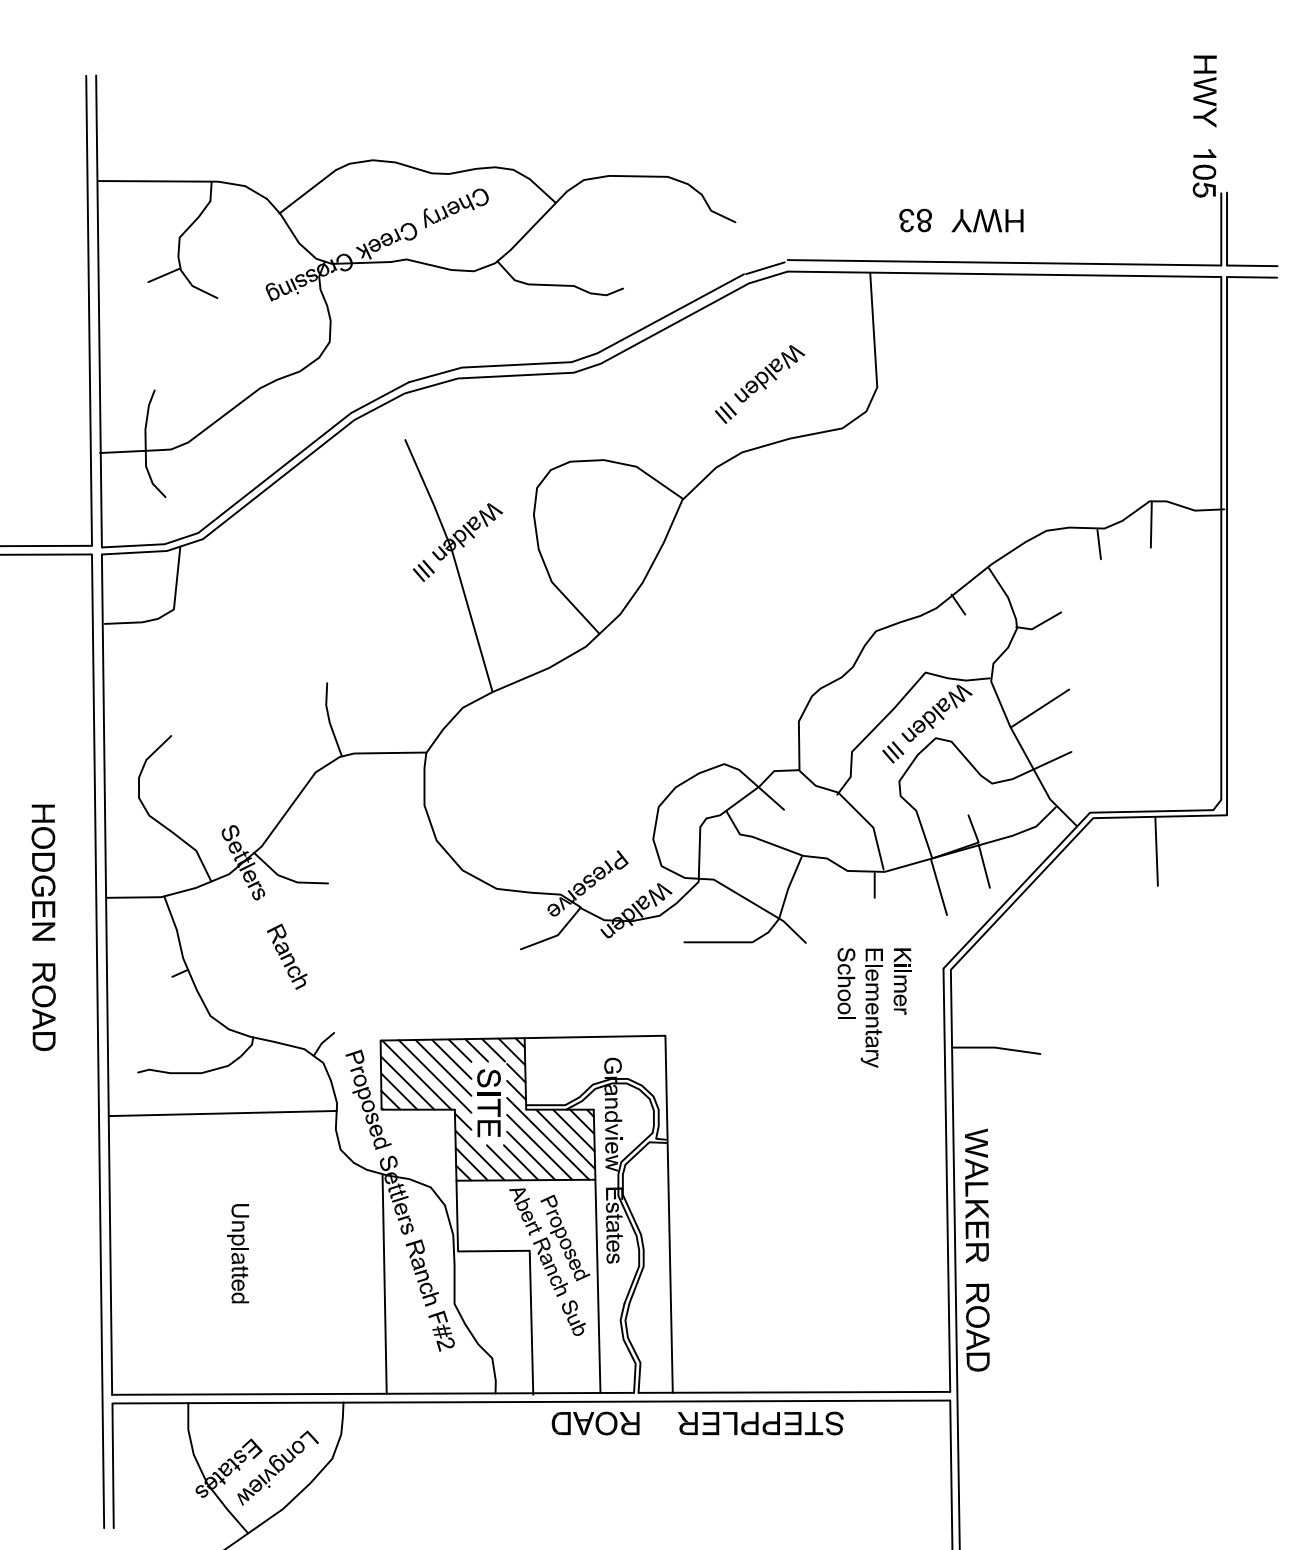 HWY 105
HWY 83
Cherry Creek Crossing
Walden III
Walden III
Walden III
Walden
Preserve
Kilmer
Elementary
School
Settlers Ranch
HODGEN ROAD
WALKER ROAD
SITE
Grandview Estates
Proposed
Abert Ranch Sub
Proposed Settlers Ranch F#2
Unplatted
STEPPLER ROAD
Longview
Estates